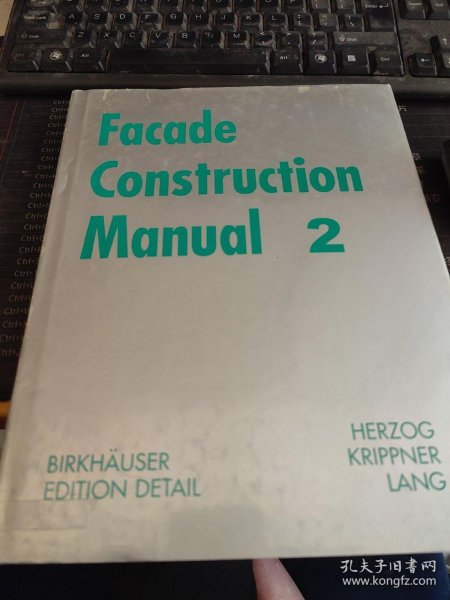 Facade
Construction
Manual 2
BIRKHÄUSER
EDITION DETAIL
HERZOG
KRIPPNER
LANG
孔夫子旧书网
www.kongfz.com